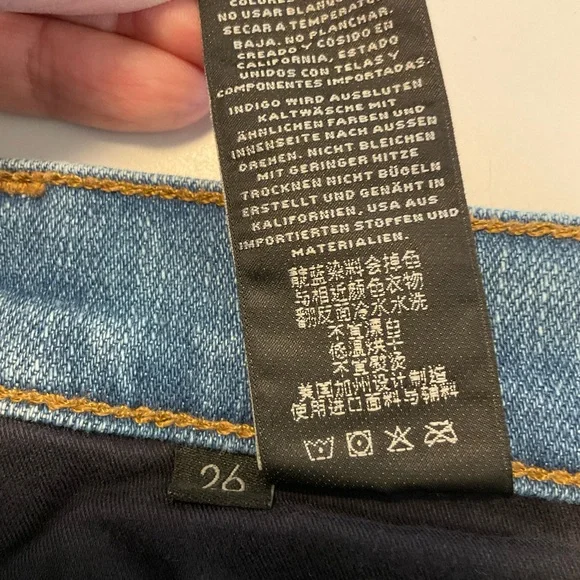 COLORES
NO USAR BLANQ
SECAR A TEMPERATUR
BAJA. NO PLANCHAR.
CREADO Y COSIDO EN
CALIFORNIA, ESTADO
UNIDOS CON TELAS Y
COMPONENTES IMPORTADAS.
INDIGO WIRD AUSBLUTEN
KALTWÄSCHE MIT
ÄHNLICHEN FARBEN UND
INNENSEITE NACH AUSSEN
DREHEN. NICHT BLEICHEN
MIT GERINGER HITZE
TROCKNEN NICHT BÜGELN
ERSTELLT UND GENÄHT IN
KALIFORNIEN, USA AUS
IMPORTIERTEN STOFFEN UND
MATERIALIEN.
靛蓝染料会掉色
与相近颜色衣物
翻反面冷水水洗
不宜漂白
低温烘干
不宜熨烫
美国加州设计制造
使用进口面料与辅料
26